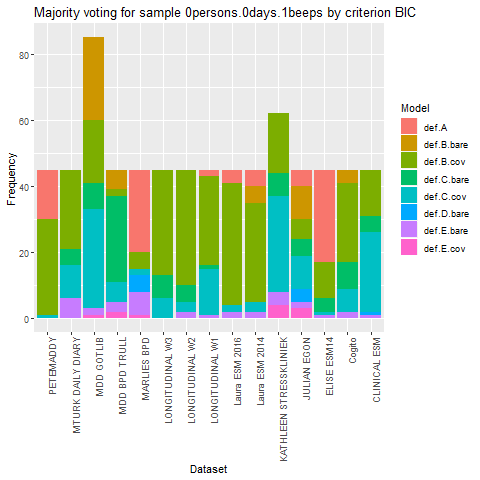 Majority voting for sample 0persons.0days.1beeps by criterion BIC
Frequency
80
60
40
20
0
PETEMADDY
MTURK DAILY DIARY
MDD GOTLIB
MDD BPD TRULL
MARLIES BPD
LONGITUDINAL W3
LONGITUDINAL W2
LONGITUDINAL W1
Laura ESM 2016
Laura ESM 2014
KATHLEEN STRESSKLINIEK
JULIAN EGON
ELISE ESM14
Cogito
CLINICAL ESM
Dataset
Model
def.A
def.B.bare
def.B.cov
def.C.bare
def.C.cov
def.D.bare
def.E.bare
def.E.cov